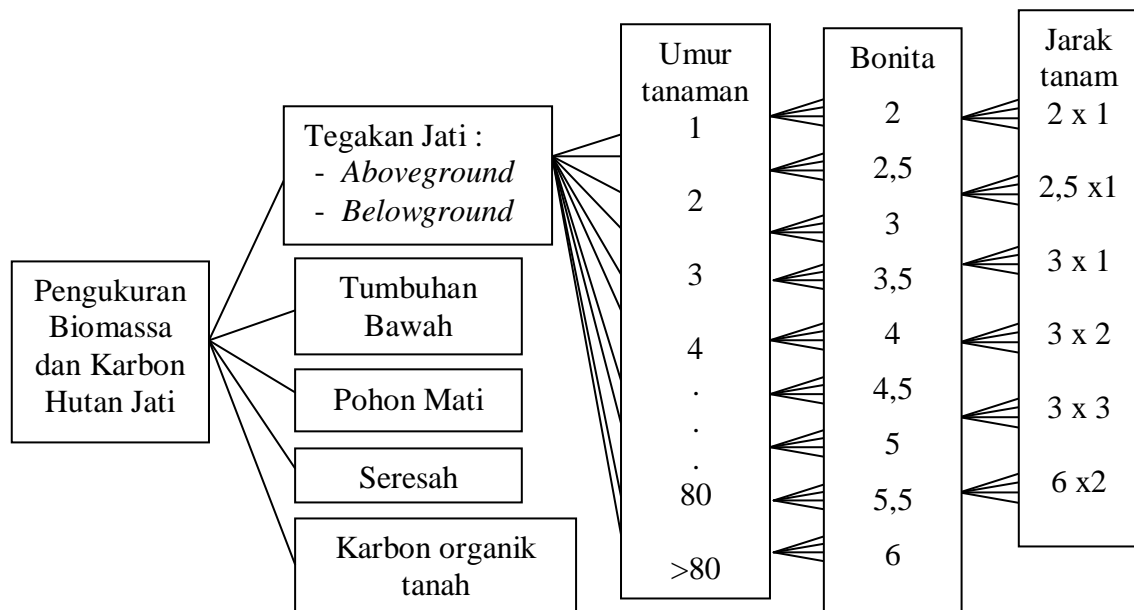 Pengukuran
Biomassa
dan Karbon
Hutan Jati
Tegakan Jati :
- Aboveground
- Belowground
Tumbuhan
Bawah
Pohon Mati
Seresah
Karbon organik
tanah
Umur
tanaman
1
2
3
4
.
.
.
80
>80
Bonita
2
2,5
3
3,5
4
4,5
5
5,5
6
Jarak
tanam
2 x 1
2,5 x1
3 x 1
3 x 2
3 x 3
6 x2